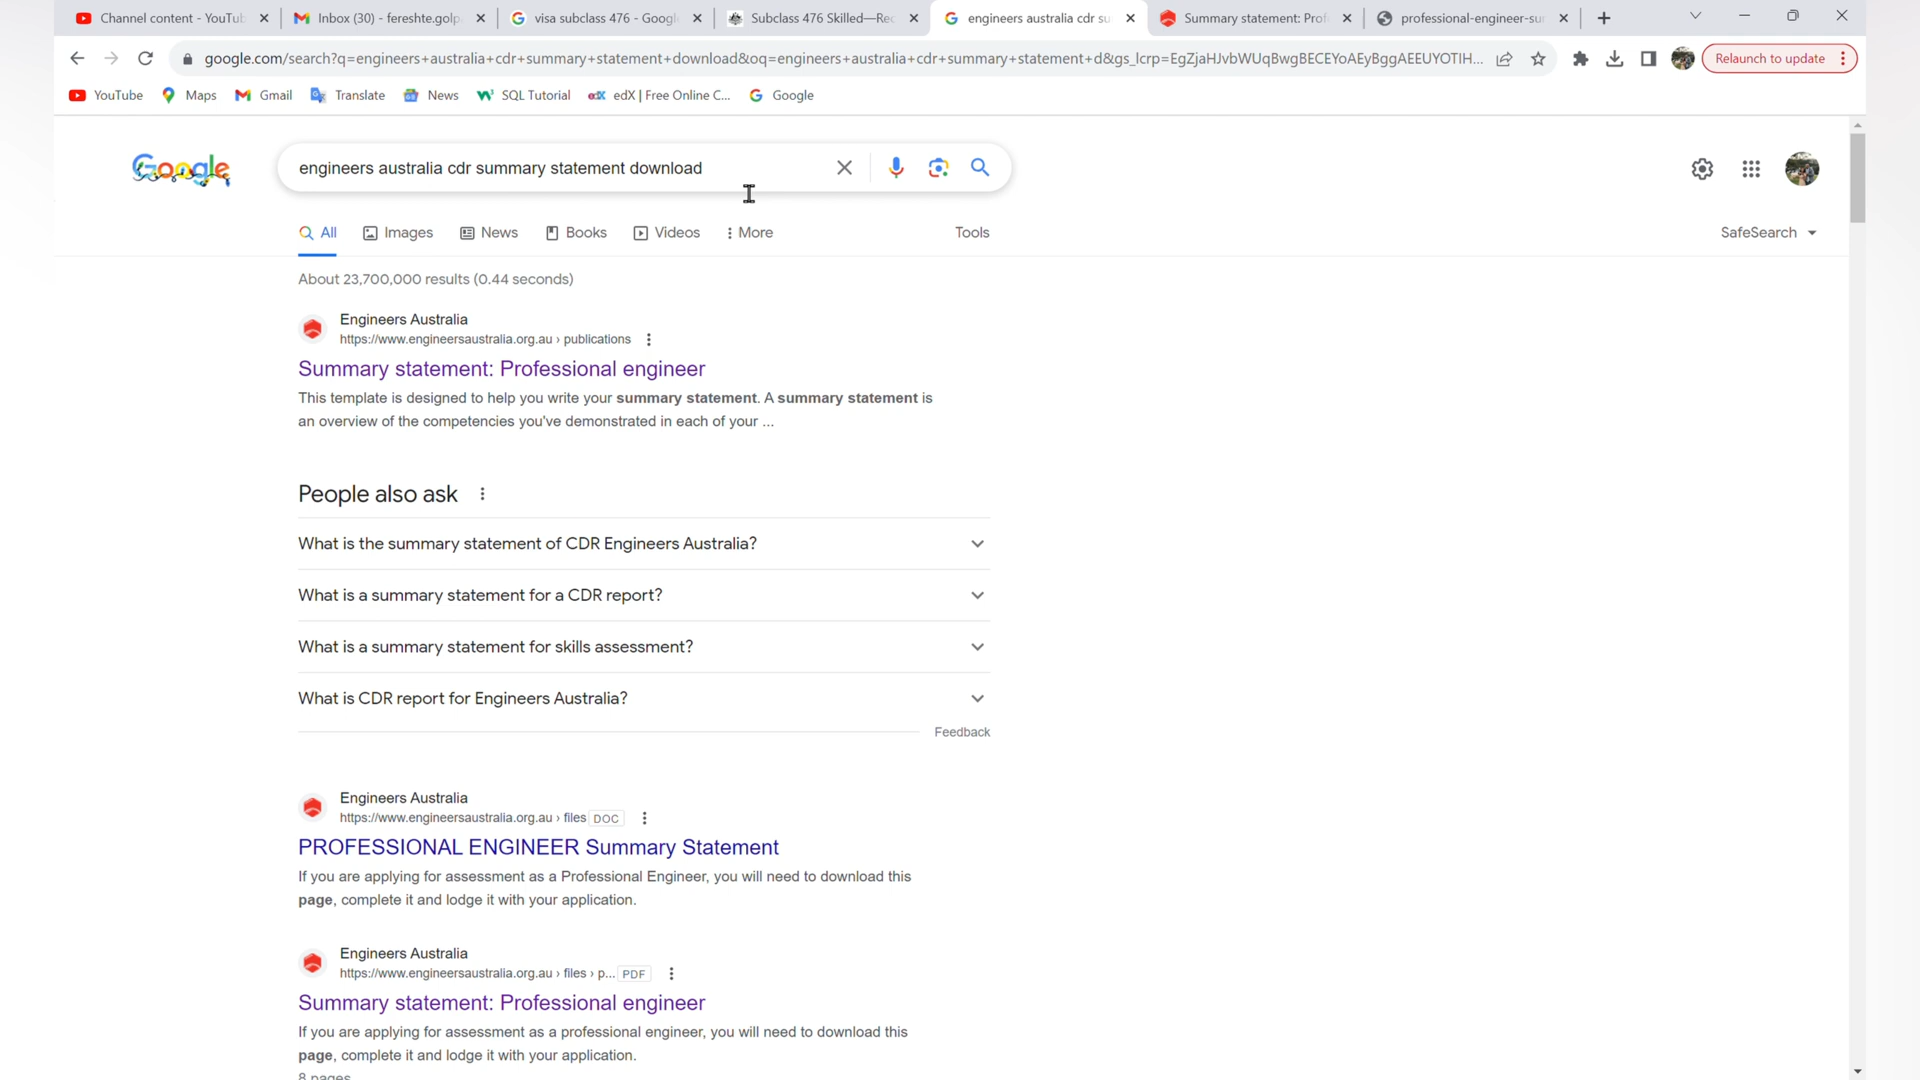 Channel content - YouTub
Inbox (30) - fereshte.golp
visa subclass 476 - Googl
Subclass 476 Skilled—Rec
engineers australia cdr su
Summary statement: Prof
professional-engineer-sur
google.com/search?q=engineers+australia+cdr+summary+statement+download&oq=engineers+australia+cdr+summary+statement+d&gs_lcrp=EgZjaHJvbWUqBwgBECEYoAEyBggAEEUYOTIH...
Relaunch to update
YouTube
Maps
Gmail
Translate
News
SQL Tutorial
edX | Free Online C...
Google
Google
engineers australia cdr summary statement download
All
Images
News
Books
Videos
More
Tools
SafeSearch
About 23,700,000 results (0.44 seconds)
Engineers Australia
https://www.engineersaustralia.org.au › publications
Summary statement: Professional engineer
This template is designed to help you write your summary statement. A summary statement is
an overview of the competencies you've demonstrated in each of your ...
People also ask
What is the summary statement of CDR Engineers Australia?
What is a summary statement for a CDR report?
What is a summary statement for skills assessment?
What is CDR report for Engineers Australia?
Feedback
Engineers Australia
https://www.engineersaustralia.org.au › files DOC
PROFESSIONAL ENGINEER Summary Statement
If you are applying for assessment as a Professional Engineer, you will need to download this
page, complete it and lodge it with your application.
Engineers Australia
https://www.engineersaustralia.org.au › files › p... PDF
Summary statement: Professional engineer
If you are applying for assessment as a professional engineer, you will need to download this
page, complete it and lodge it with your application.
8 pages